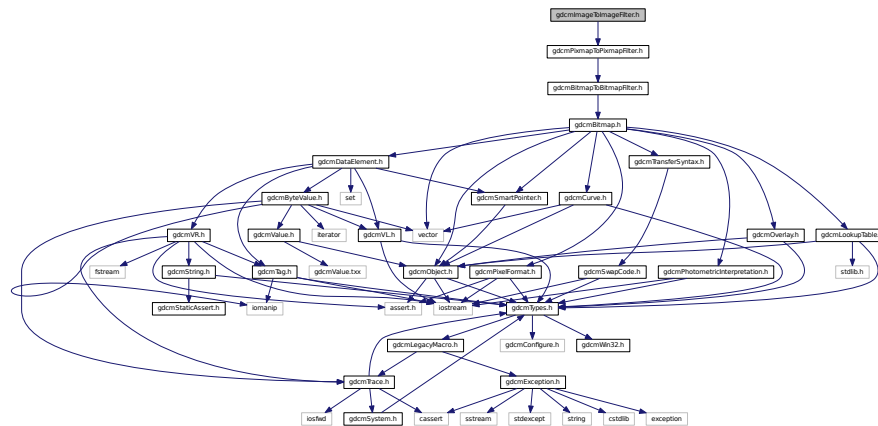 gdcmImageToImageFilter.h
gdcmPixmapToPixmapFilter.h
gdcmBitmapToBitmapFilter.h
gdcmBitmap.h
gdcmDataElement.h
gdcmTransferSyntax.h
gdcmByteValue.h
set
gdcmSmartPointer.h
gdcmCurve.h
gdcmVR.h
gdcmValue.h
iterator
gdcmVL.h
vector
gdcmOverlay.h
gdcmLookupTable
fstream
gdcmString.h
gdcmTag.h
gdcmValue.txx
gdcmObject.h
gdcmPixelFormat.h
gdcmSwapCode.h
gdcmPhotometricInterpretation.h
stdlib.h
gdcmStaticAssert.h
iomanip
assert.h
iostream
gdcmTypes.h
gdcmLegacyMacro.h
gdcmConfigure.h
gdcmWin32.h
gdcmTrace.h
gdcmException.h
iosfwd
gdcmSystem.h
cassert
sstream
stdexcept
string
cstdlib
exception